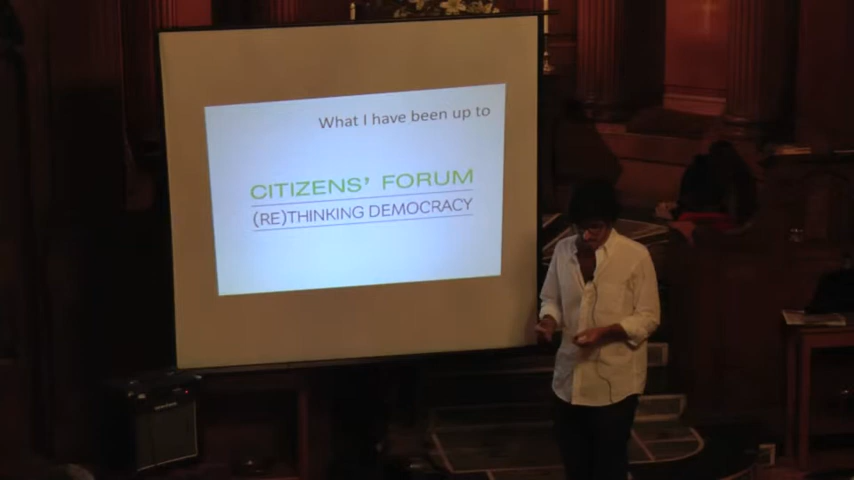 What I have been up to
CITIZENS' FORUM
(RE)THINKING DEMOCRACY